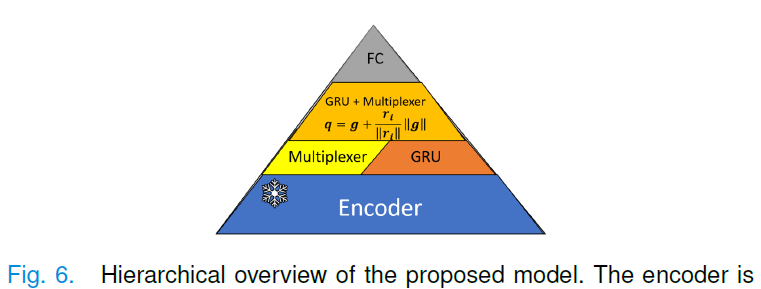 FC
GRU + Multiplexer
q = g + r_i / ‖r_i‖ ‖g‖
Multiplexer
GRU
Encoder
Fig. 6. Hierarchical overview of the proposed model. The encoder is